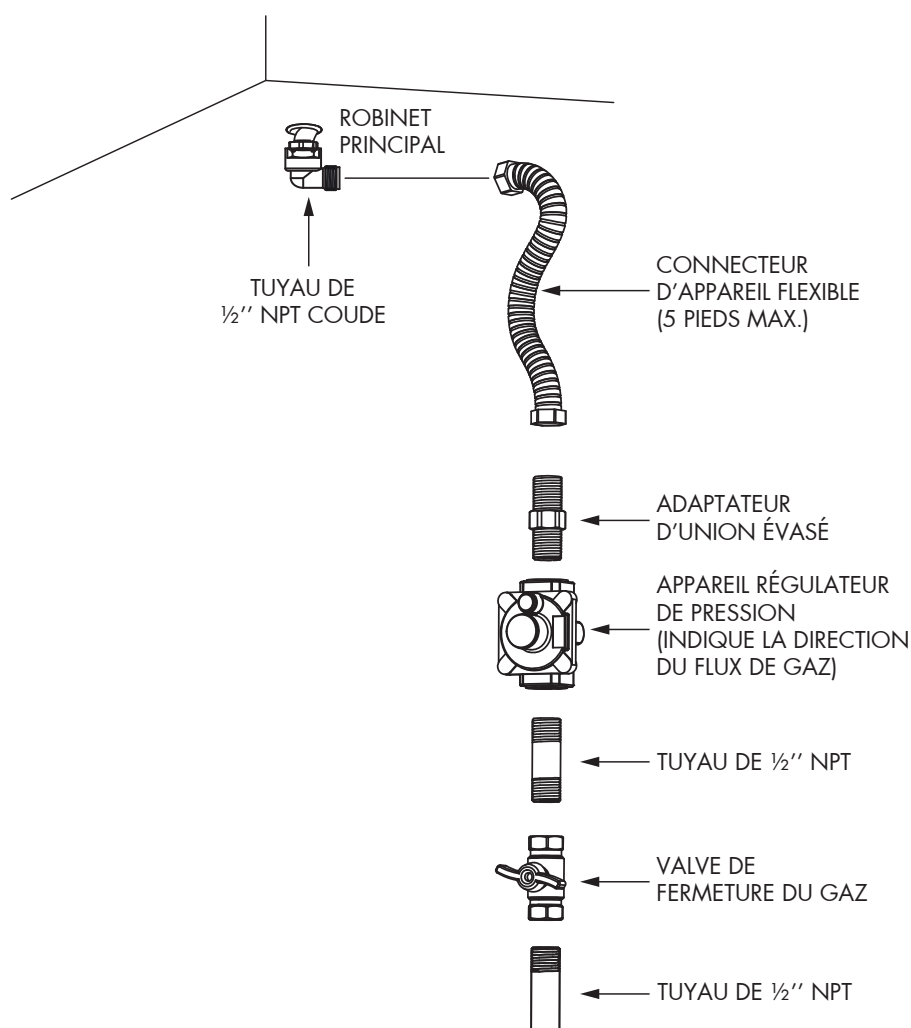 ROBINET
PRINCIPAL
TUYAU DE
½’’ NPT COUDE
CONNECTEUR
D’APPAREIL FLEXIBLE
(5 PIEDS MAX.)
ADAPTATEUR
D’UNION ÉVASÉ
APPAREIL RÉGULATEUR
DE PRESSION
(INDIQUE LA DIRECTION
DU FLUX DE GAZ)
TUYAU DE ½’’ NPT
VALVE DE
FERMETURE DU GAZ
TUYAU DE ½’’ NPT